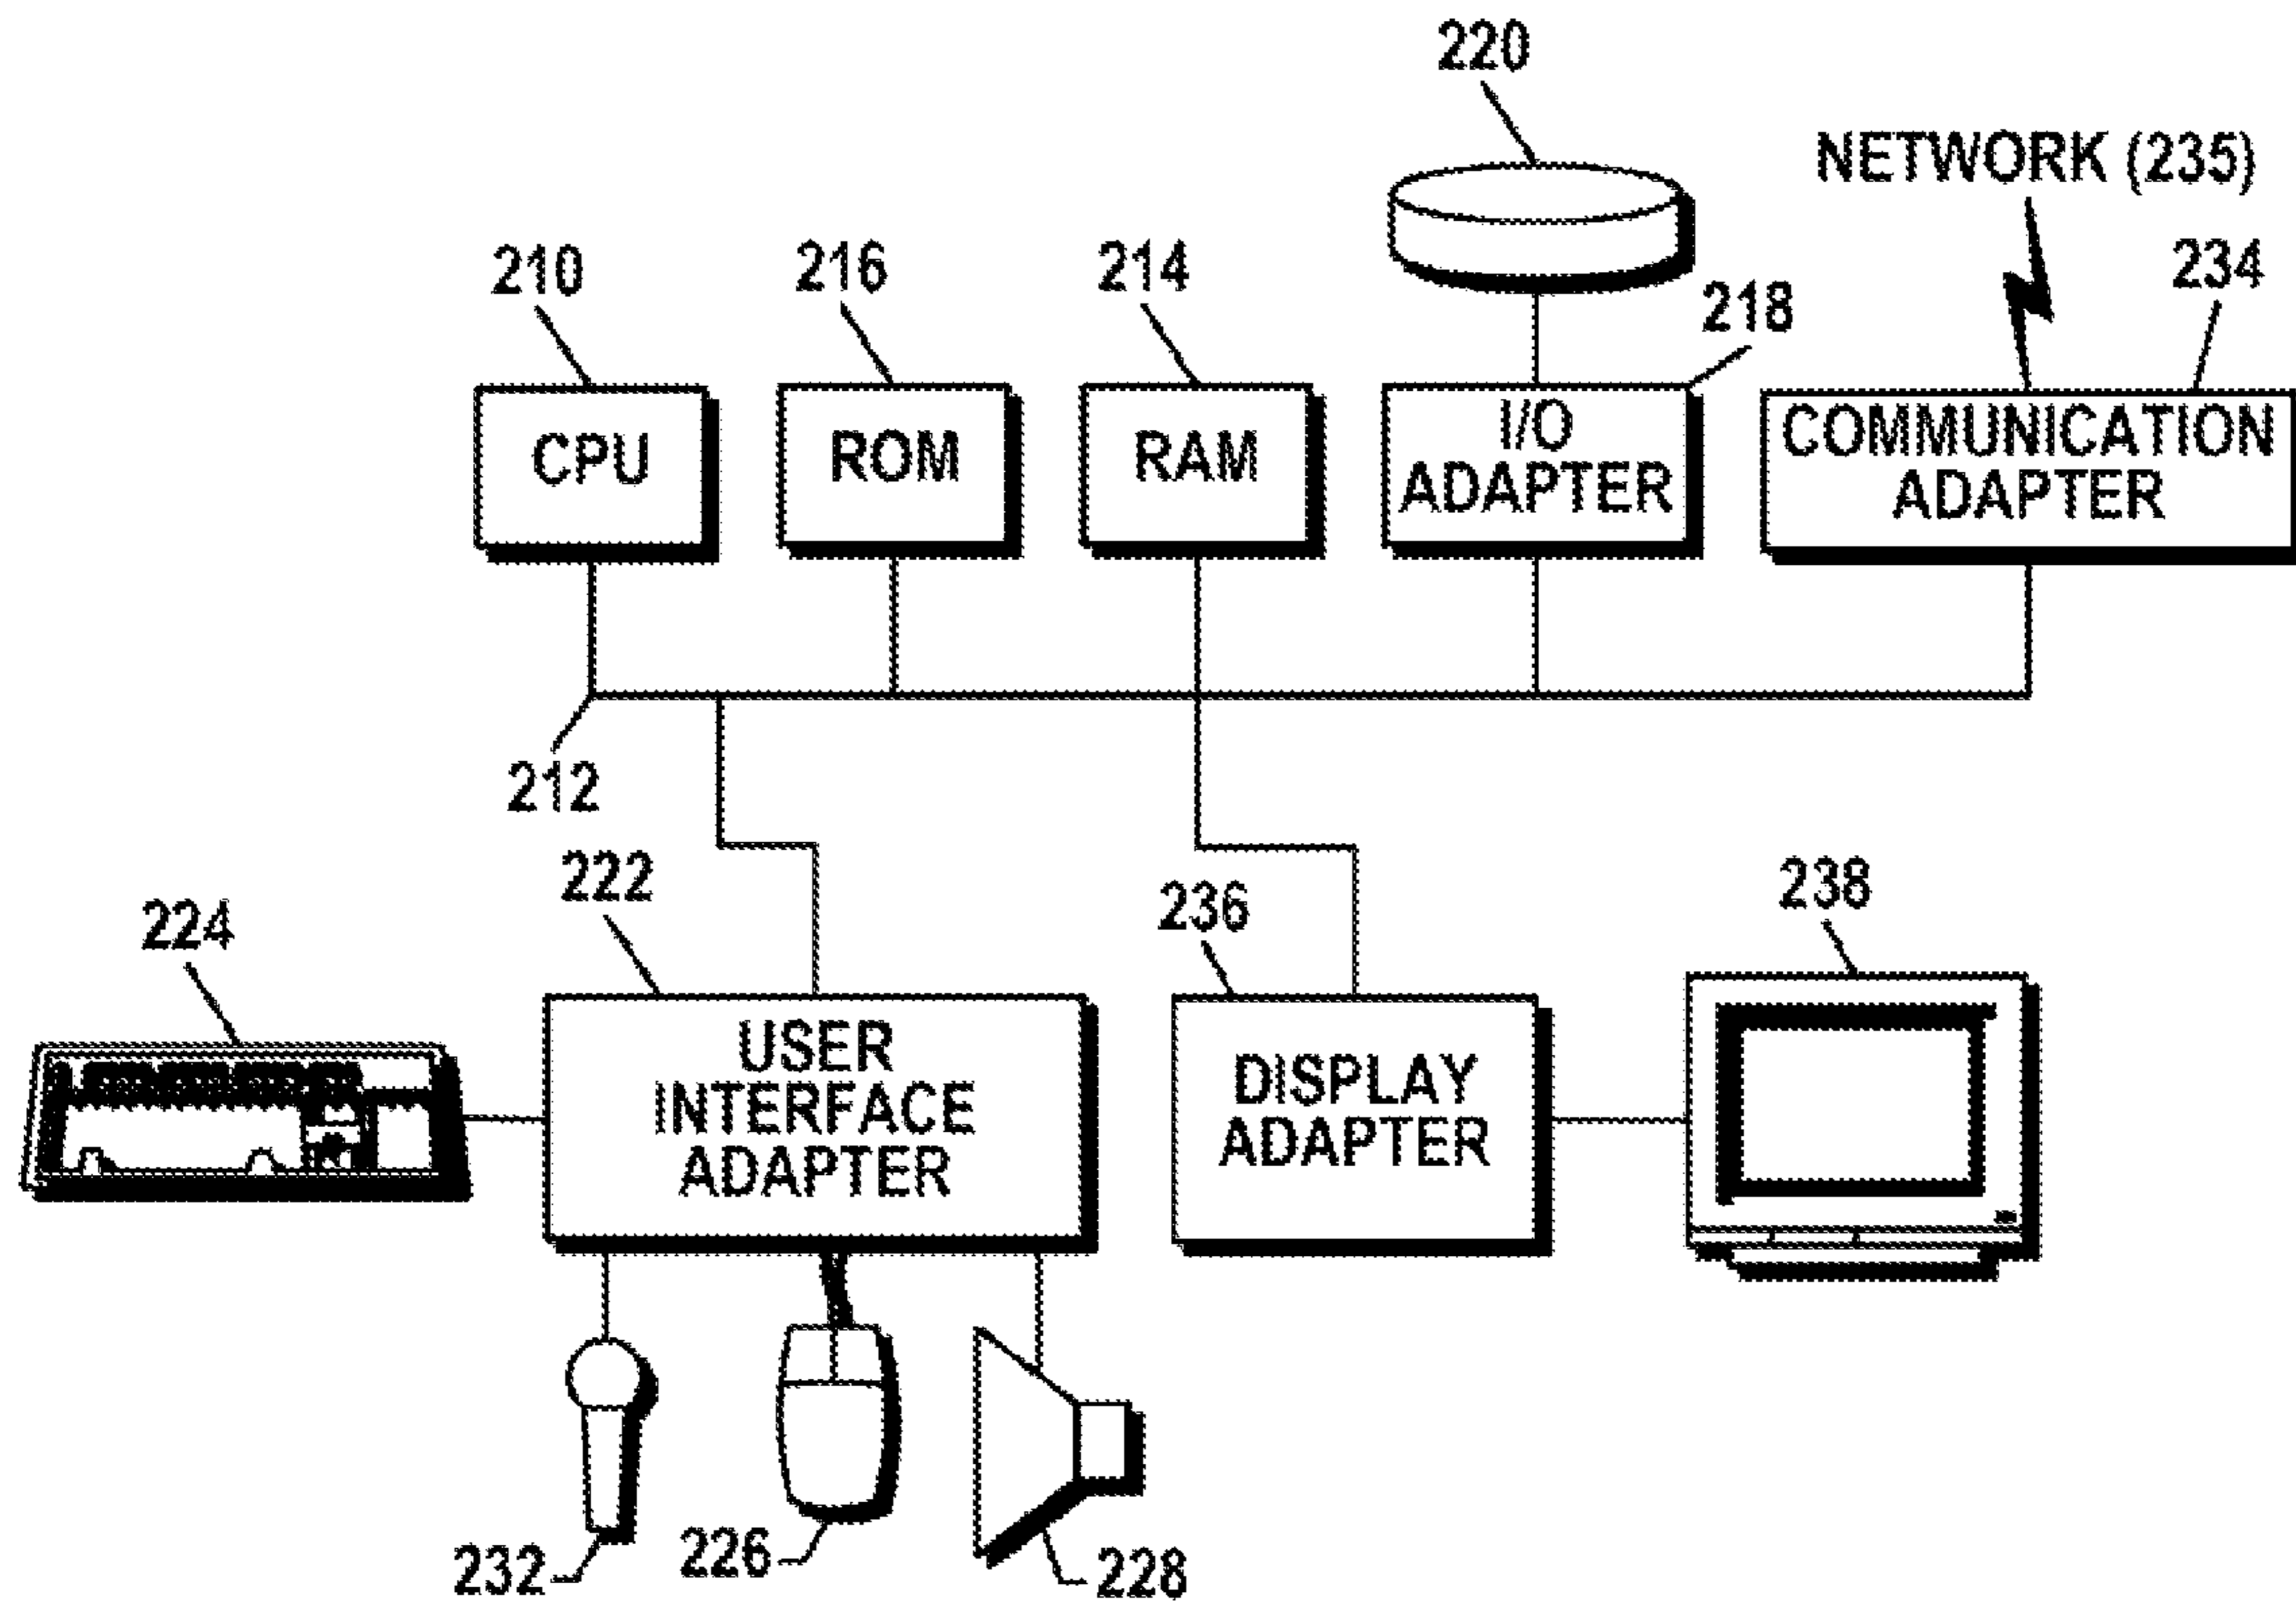 220
NETWORK (235)
210
216
214
218
234
CPU
ROM
RAM
I/O
ADAPTER
COMMUNICATION
ADAPTER
212
222
224
236
238
USER
INTERFACE
ADAPTER
DISPLAY
ADAPTER
232
226
228